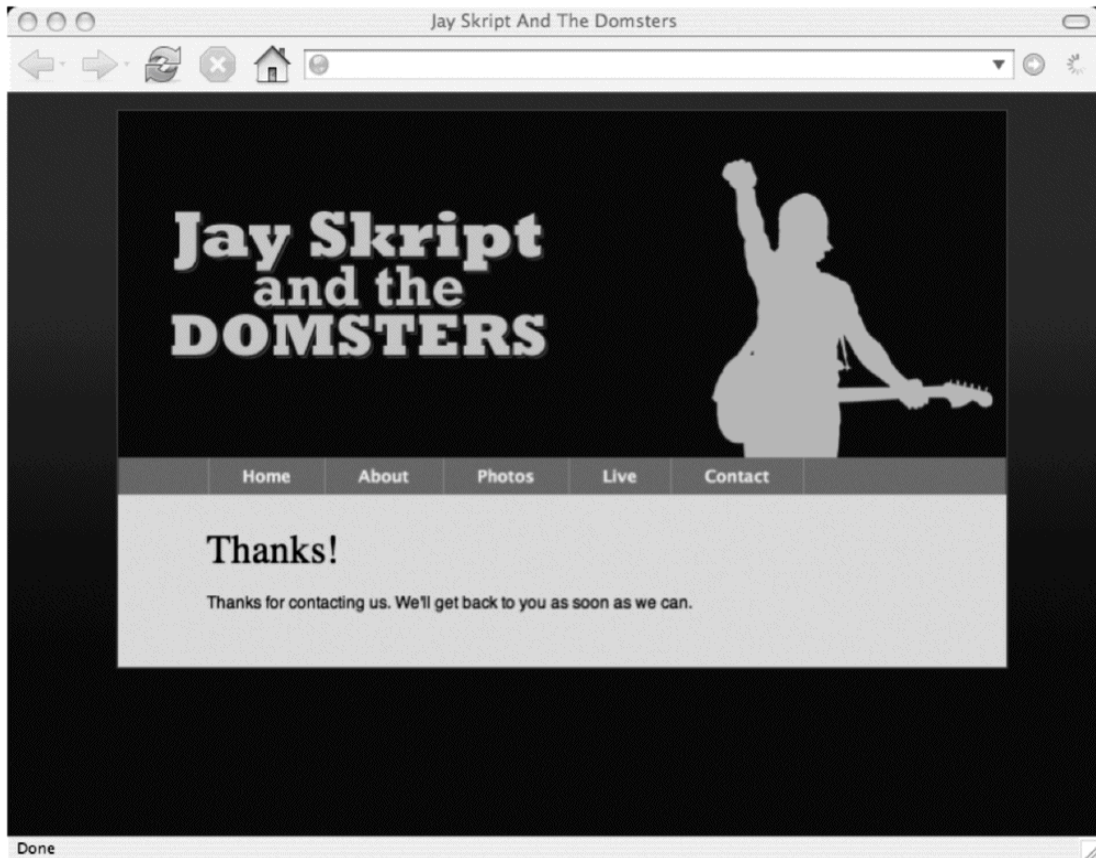 Jay Skript And The Domsters
Jay Skript
and the
DOMSTERS
Home About Photos Live Contact
Thanks!
Thanks for contacting us. We'll get back to you as soon as we can.
Done